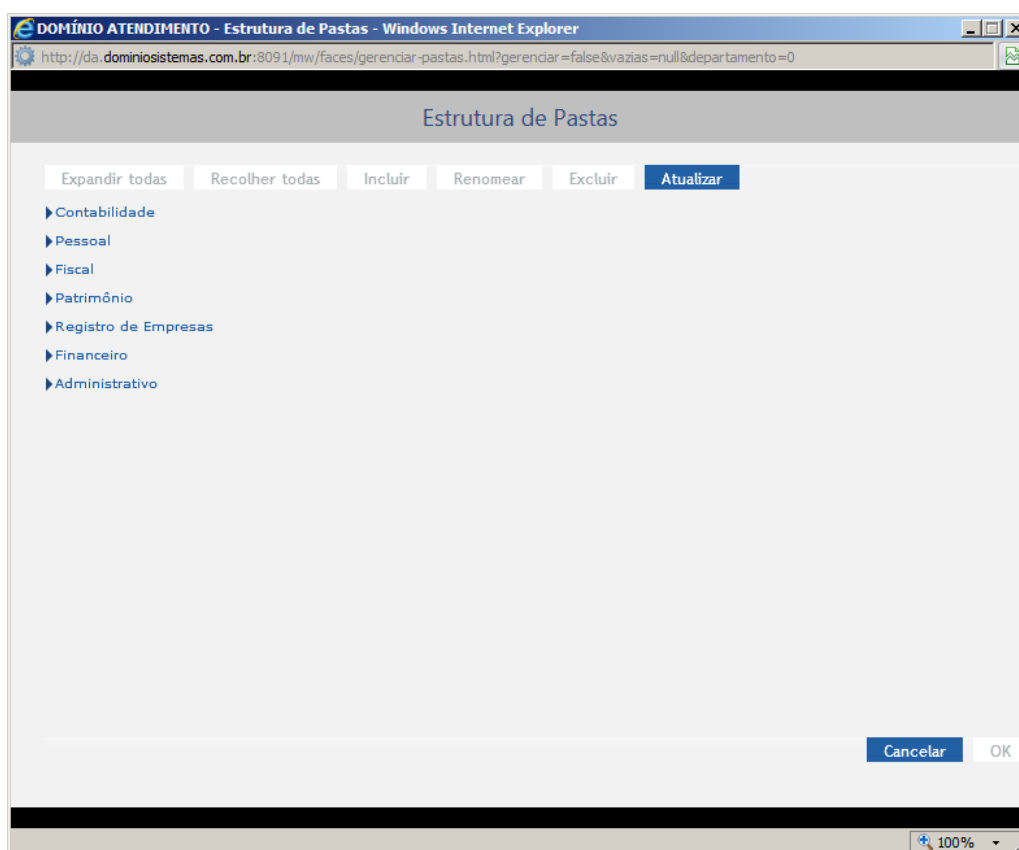 DOMÍNIO ATENDIMENTO - Estrutura de Pastas - Windows Internet Explorer
http://da.dominiosistemas.com.br:8091/mw/faces/gerenciar-pastas.html?gerenciar=false&vazias=null&departamento=0
Estrutura de Pastas
Expandir todas Recolher todas Incluir Renomear Excluir Atualizar
Contabilidade
Pessoal
Fiscal
Patrimônio
Registro de Empresas
Financeiro
Administrativo
Cancelar OK
100%